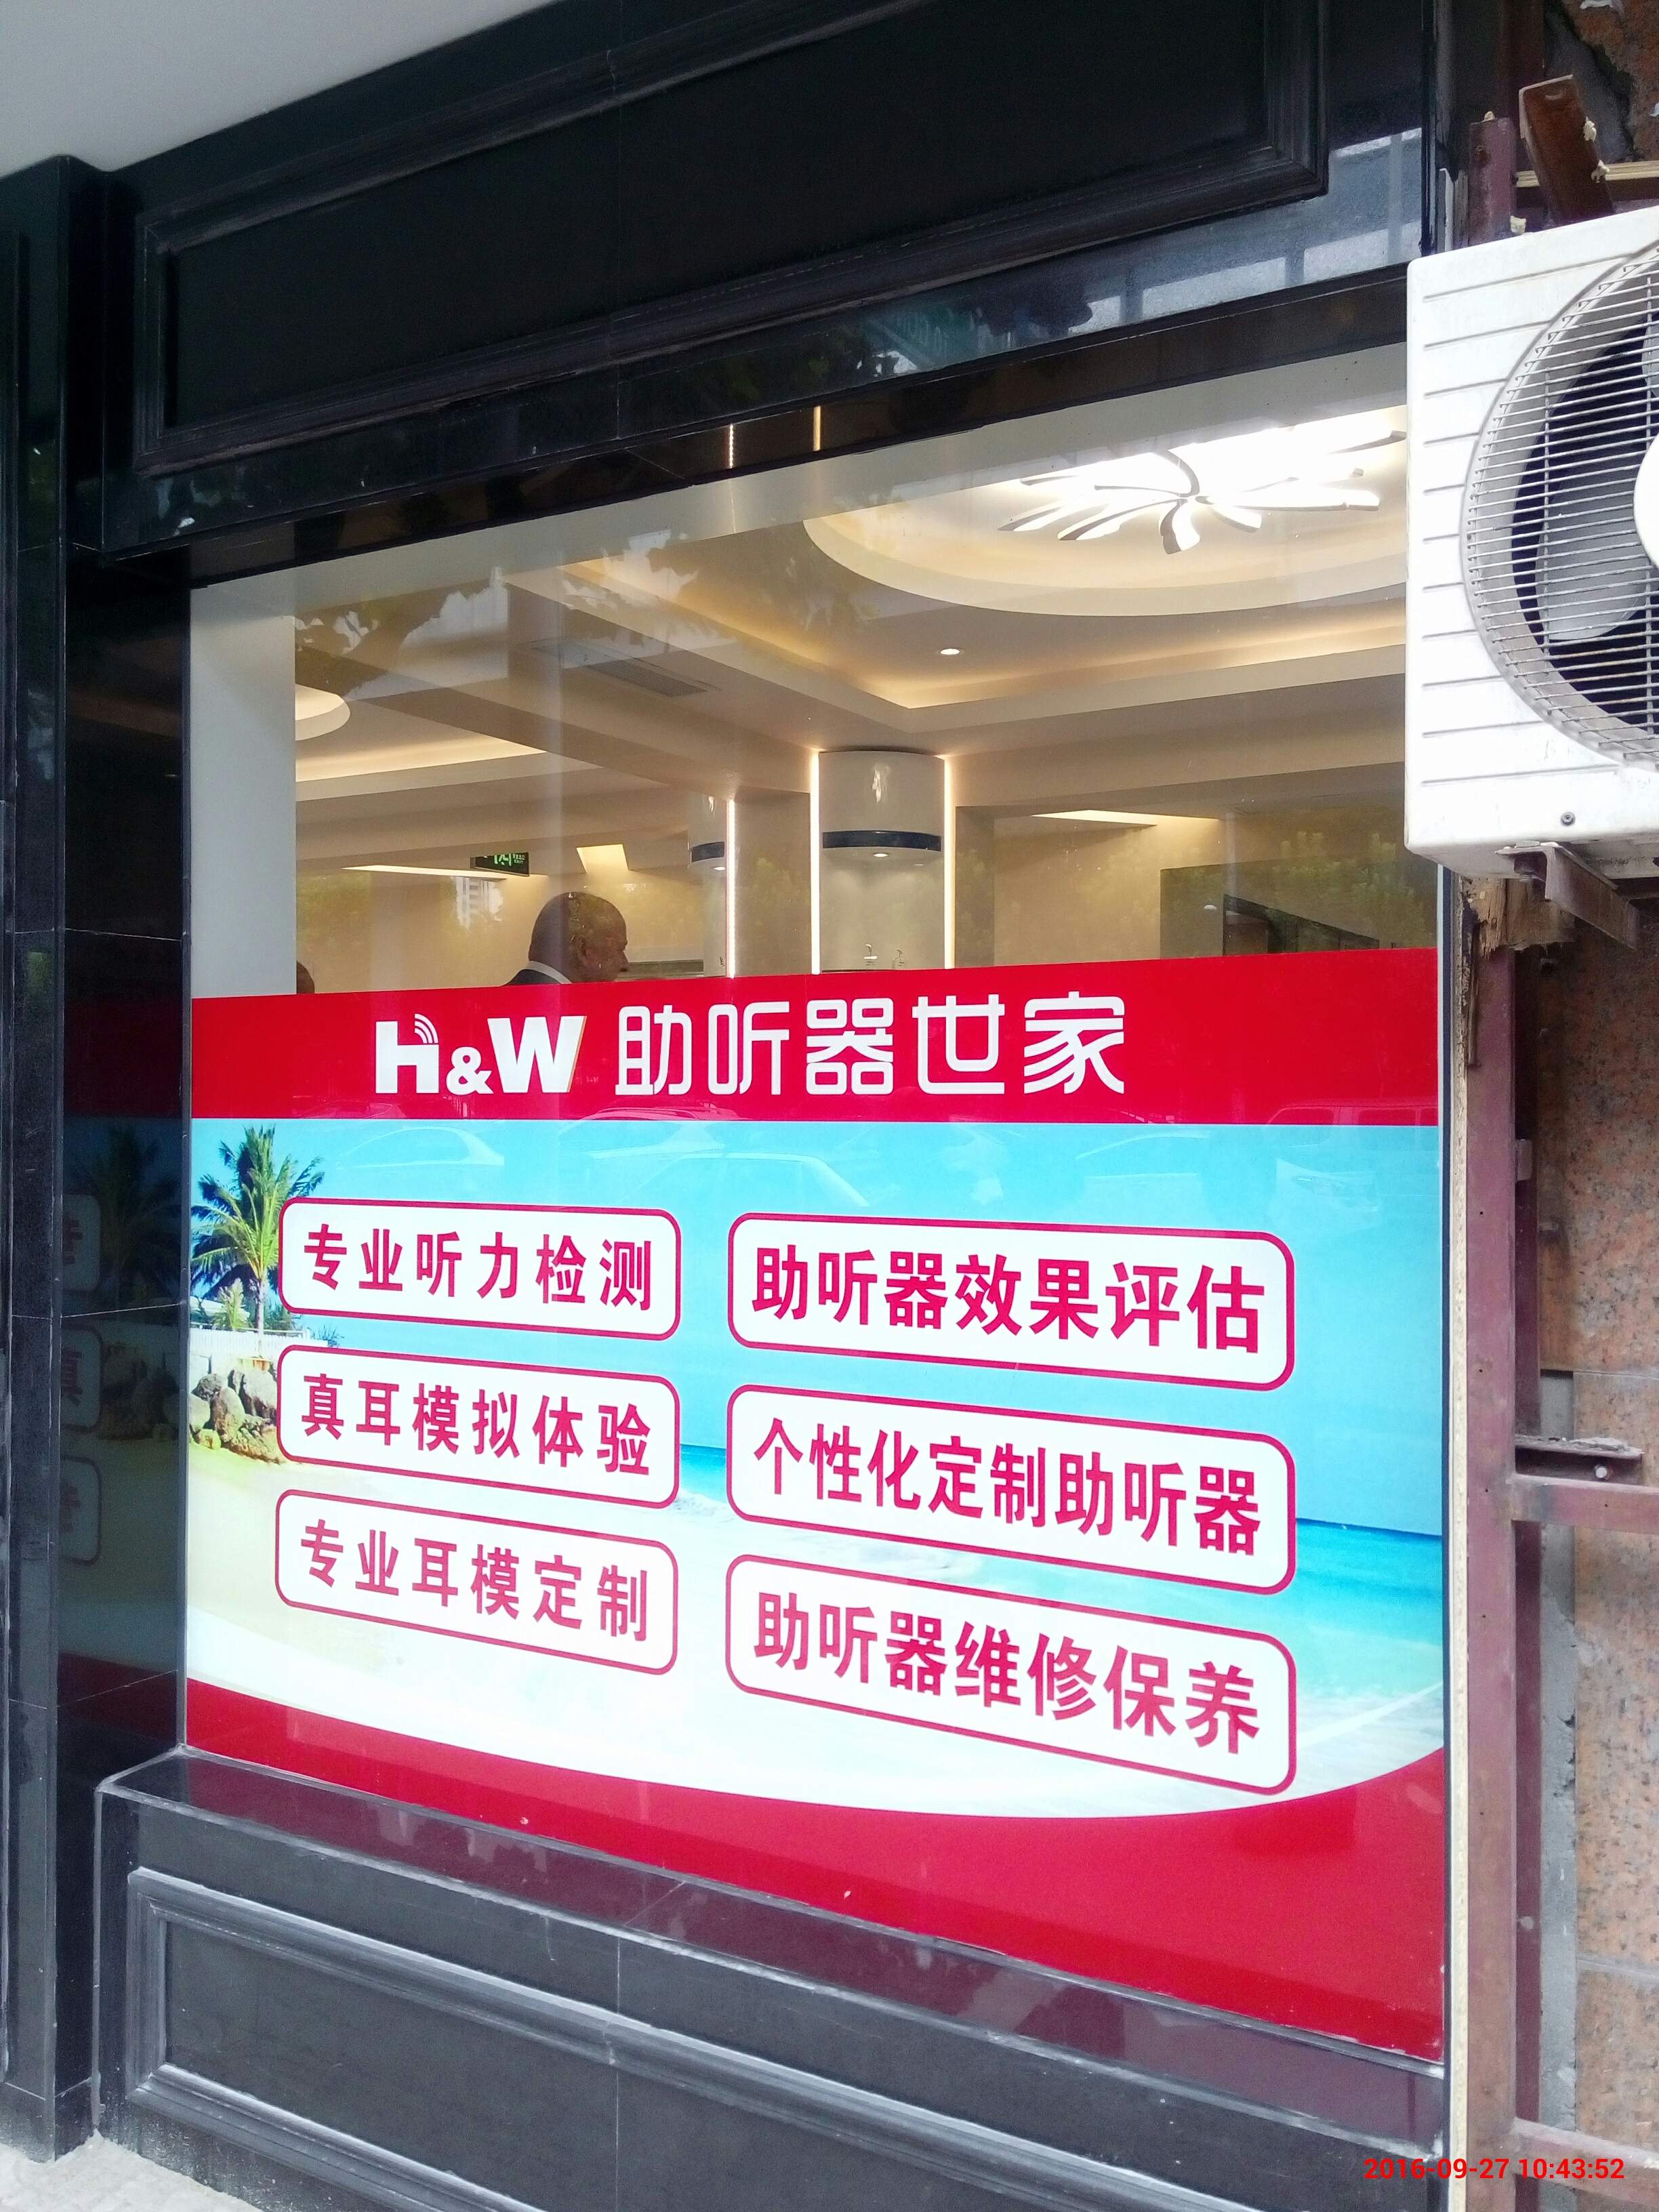 H&W 助听器世家
专业听力检测
助听器效果评估
真耳模拟体验
个性化定制助听器
专业耳模定制
助听器维修保养
2016-09-27 10:43:52